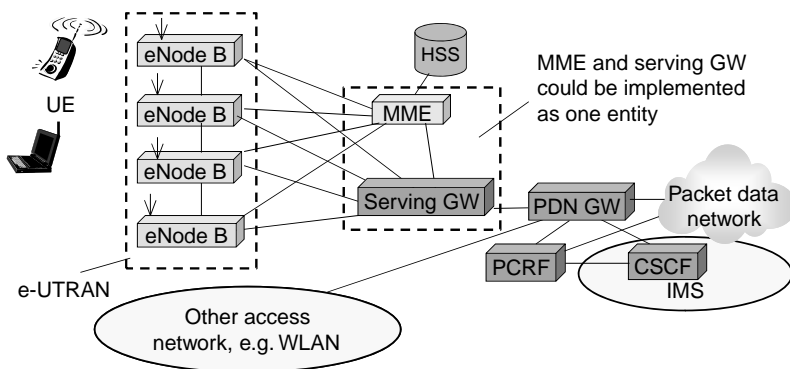 eNode B
HSS
MME and serving GW
could be implemented
as one entity
UE
eNode B
MME
eNode B
Serving GW
PDN GW
Packet data
network
eNode B
PCRF
CSCF
e-UTRAN
IMS
Other access
network, e.g. WLAN